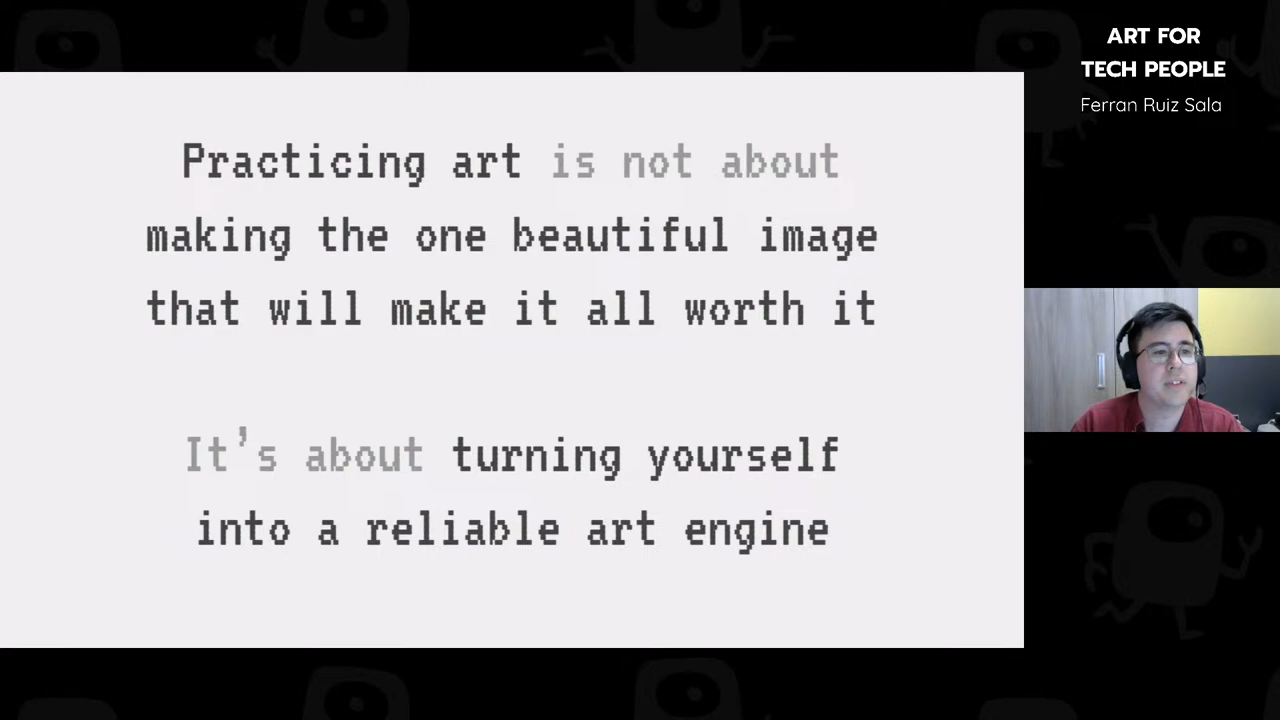 Practicing art is not about
making the one beautiful image
that will make it all worth it
It's about turning yourself
into a reliable art engine
ART FOR
TECH PEOPLE
Ferran Ruiz Sala